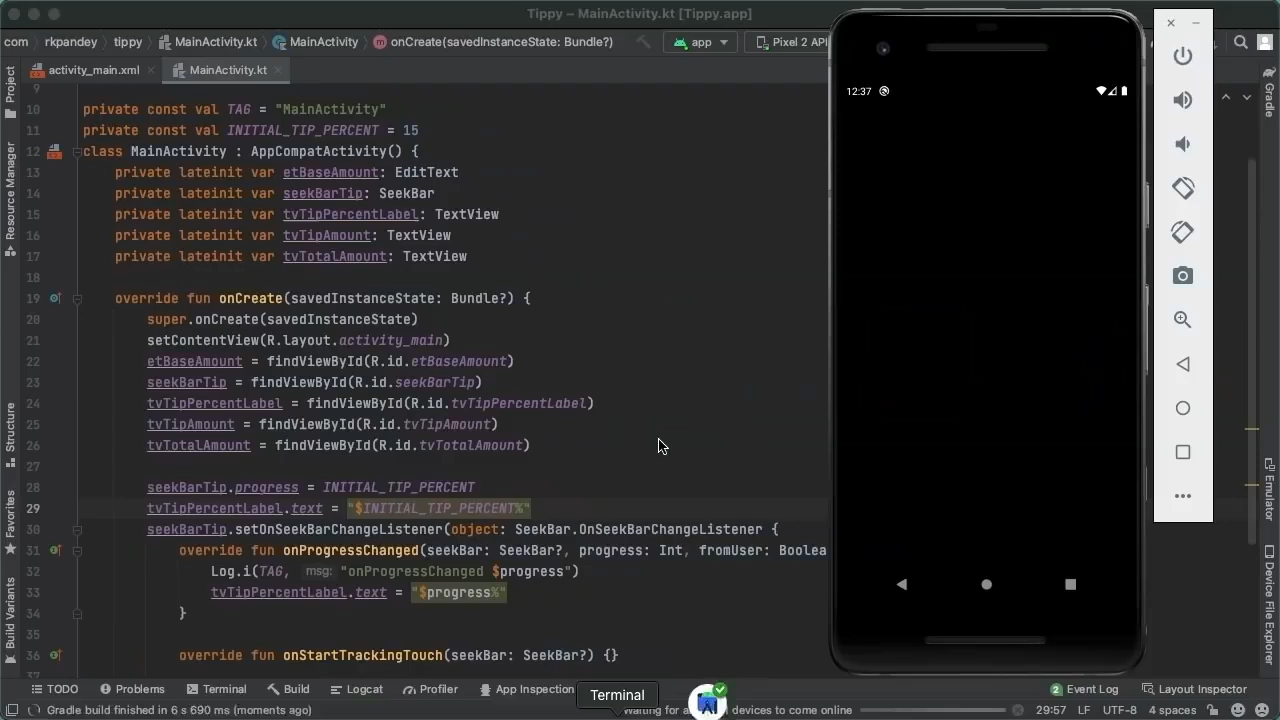 Tippy – MainActivity.kt [Tippy.app]
com rkpandey tippy MainActivity.kt MainActivity onCreate(savedInstanceState: Bundle?) app Pixel 2 API
activity_main.xml MainActivity.kt
9
10 private const val TAG = "MainActivity"
11 private const val INITIAL_TIP_PERCENT = 15
12 class MainActivity : AppCompatActivity() {
13 private lateinit var etBaseAmount: EditText
14 private lateinit var seekBarTip: SeekBar
15 private lateinit var tvTipPercentLabel: TextView
16 private lateinit var tvTipAmount: TextView
17 private lateinit var tvTotalAmount: TextView
18
19 override fun onCreate(savedInstanceState: Bundle?) {
20 super.onCreate(savedInstanceState)
21 setContentView(R.layout.activity_main)
22 etBaseAmount = findViewById(R.id.etBaseAmount)
23 seekBarTip = findViewById(R.id.seekBarTip)
24 tvTipPercentLabel = findViewById(R.id.tvTipPercentLabel)
25 tvTipAmount = findViewById(R.id.tvTipAmount)
26 tvTotalAmount = findViewById(R.id.tvTotalAmount)
27
28 seekBarTip.progress = INITIAL_TIP_PERCENT
29 tvTipPercentLabel.text = "$INITIAL_TIP_PERCENT%"
30 seekBarTip.setOnSeekBarChangeListener(object: SeekBar.OnSeekBarChangeListener {
31 override fun onProgressChanged(seekBar: SeekBar?, progress: Int, fromUser: Boolea
32 Log.i(TAG, msg: "onProgressChanged $progress")
33 tvTipPercentLabel.text = "$progress%"
34 }
35
36 override fun onStartTrackingTouch(seekBar: SeekBar?) {}
Project
Resource Manager
Structure
Favorites
Build Variants
12:37
Gradle
Emulator
Device File Explorer
TODO Problems Terminal Build Logcat Profiler App Inspection 2 Event Log Layout Inspector
Terminal
Gradle build finished in 6 s 690 ms (moments ago) Waiting for a devices to come online 29:57 LF UTF-8 4 spaces